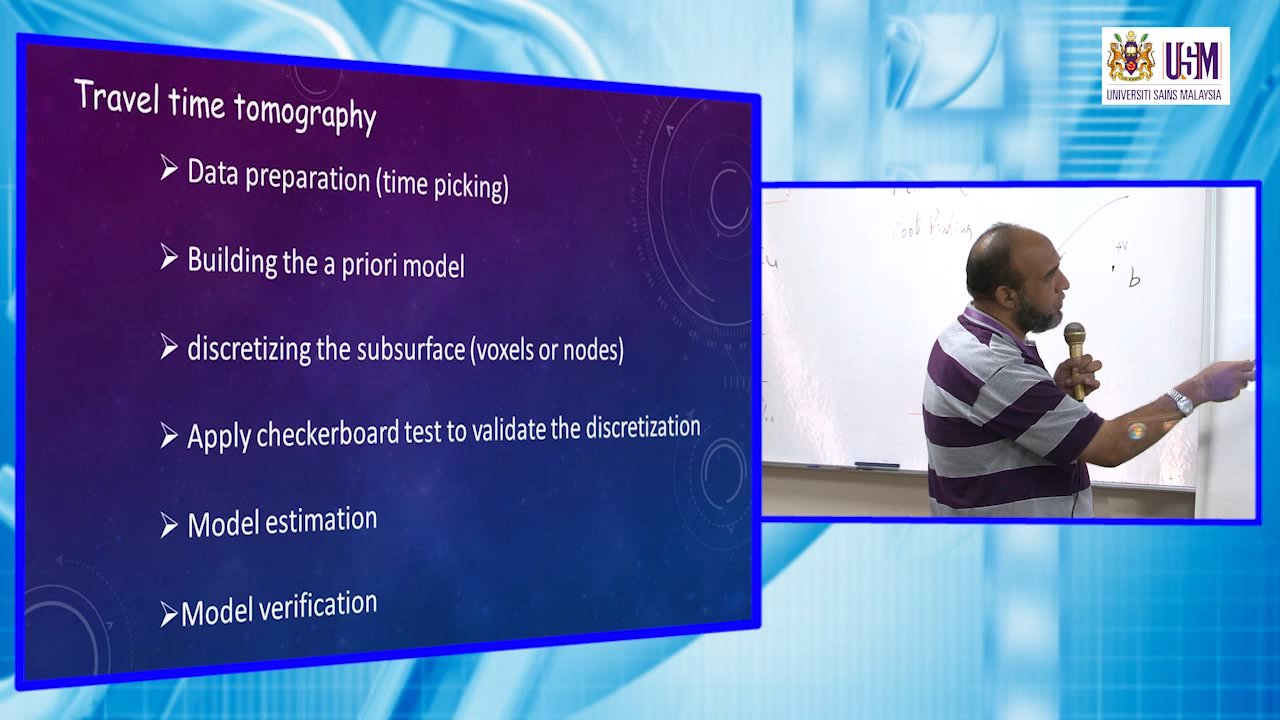 Travel time tomography
➢ Data preparation (time picking)
➢ Building the a priori model
➢ discretizing the subsurface (voxels or nodes)
➢ Apply checkerboard test to validate the discretization
➢ Model estimation
➢Model verification
USM
UNIVERSITI SAINS MALAYSIA
b